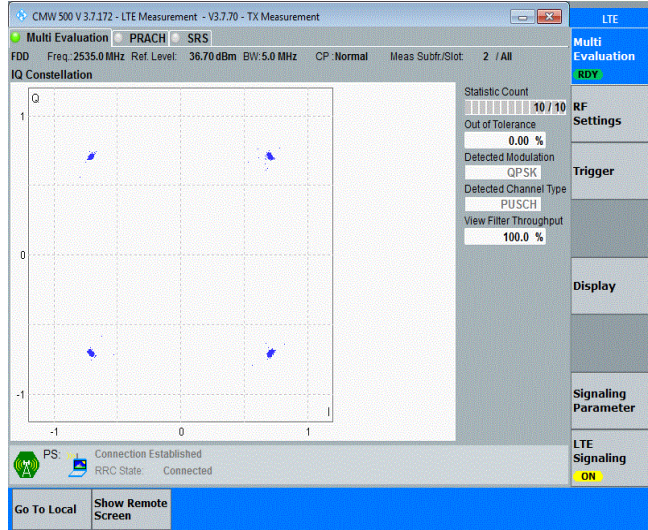 CMW 500 V 3.7.172 - LTE Measurement - V3.7.70 - TX Measurement
LTE
Multi Evaluation PRACH SRS
FDD Freq.:2535.0 MHz Ref. Level: 36.70 dBm BW:5.0 MHz CP :Normal Meas Subfr./Slot: 2 / All
IQ Constellation
Q
1
0
-1
-1 0 1
I
Statistic Count
10 / 10
Out of Tolerance
0.00 %
Detected Modulation
QPSK
Detected Channel Type
PUSCH
View Filter Throughput
100.0 %
Multi
Evaluation
RDY
RF
Settings
Trigger
Display
Signaling
Parameter
LTE
Signaling
ON
PS: Connection Established
RRC State: Connected
Go To Local
Show Remote
Screen